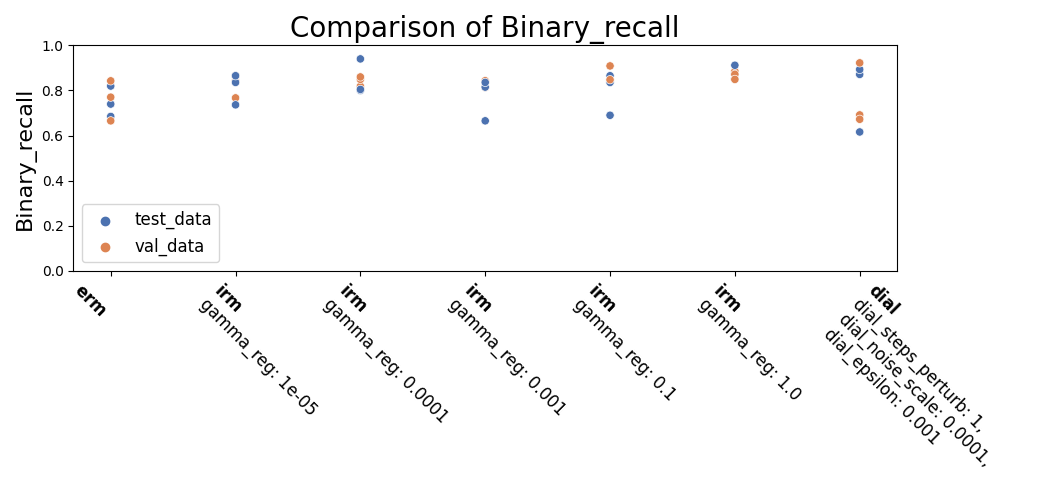 Comparison of Binary_recall
Binary_recall
1.0
0.8
0.6
0.4
0.2
0.0
test_data
val_data
erm
irm
gamma_reg: 1e-05
irm
gamma_reg: 0.0001
irm
gamma_reg: 0.001
irm
gamma_reg: 0.1
irm
gamma_reg: 1.0
dial
dial_steps_perturb: 1,
dial_noise_scale: 0.0001,
dial_epsilon: 0.001